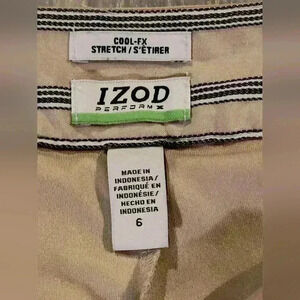 COOL-FX
STRETCH / S'ÉTIRER
IZOD
PERFORMX
MADE IN
INDONESIA/
FABRIQUÉ EN
INDONÉSIE/
HECHO EN
INDONESIA
6